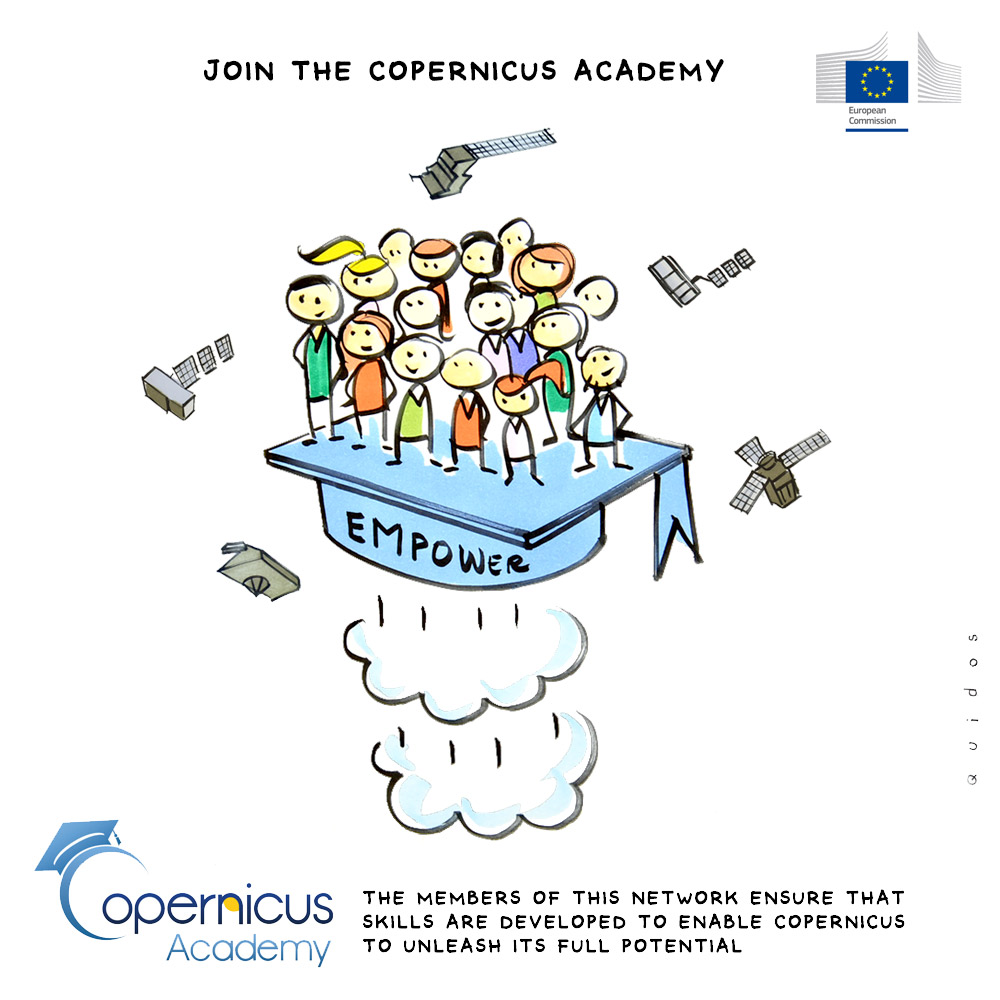 JOIN THE COPERNICUS ACADEMY
European
Commission
EMPOWER
Quidos
Copernicus
Academy
THE MEMBERS OF THIS NETWORK ENSURE THAT
SKILLS ARE DEVELOPED TO ENABLE COPERNICUS
TO UNLEASH ITS FULL POTENTIAL